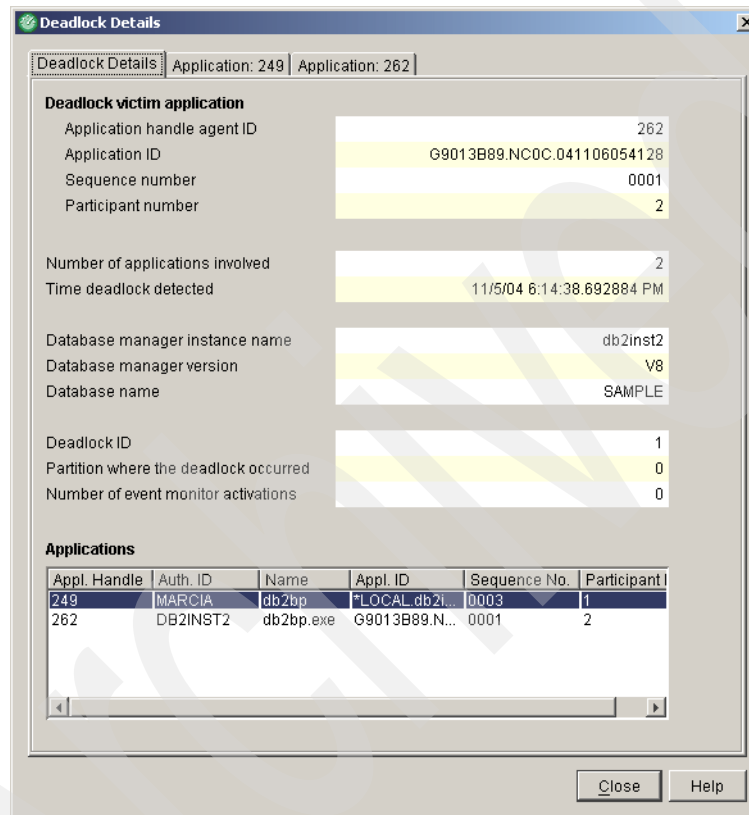 Deadlock Details
Deadlock Details Application: 249 Application: 262
Deadlock victim application
Application handle agent ID 262
Application ID G9013B89.NC0C.041106054128
Sequence number 0001
Participant number 2
Number of applications involved 2
Time deadlock detected 11/5/04 6:14:38.692884 PM
Database manager instance name db2inst2
Database manager version V8
Database name SAMPLE
Deadlock ID 1
Partition where the deadlock occurred 0
Number of event monitor activations 0
Applications
Appl. Handle Auth. ID Name Appl. ID Sequence No. Participant
249 MARCIA db2bp *LOCAL.db2i... 0003 1
262 DB2INST2 db2bp.exe G9013B89.N... 0001 2
Close Help